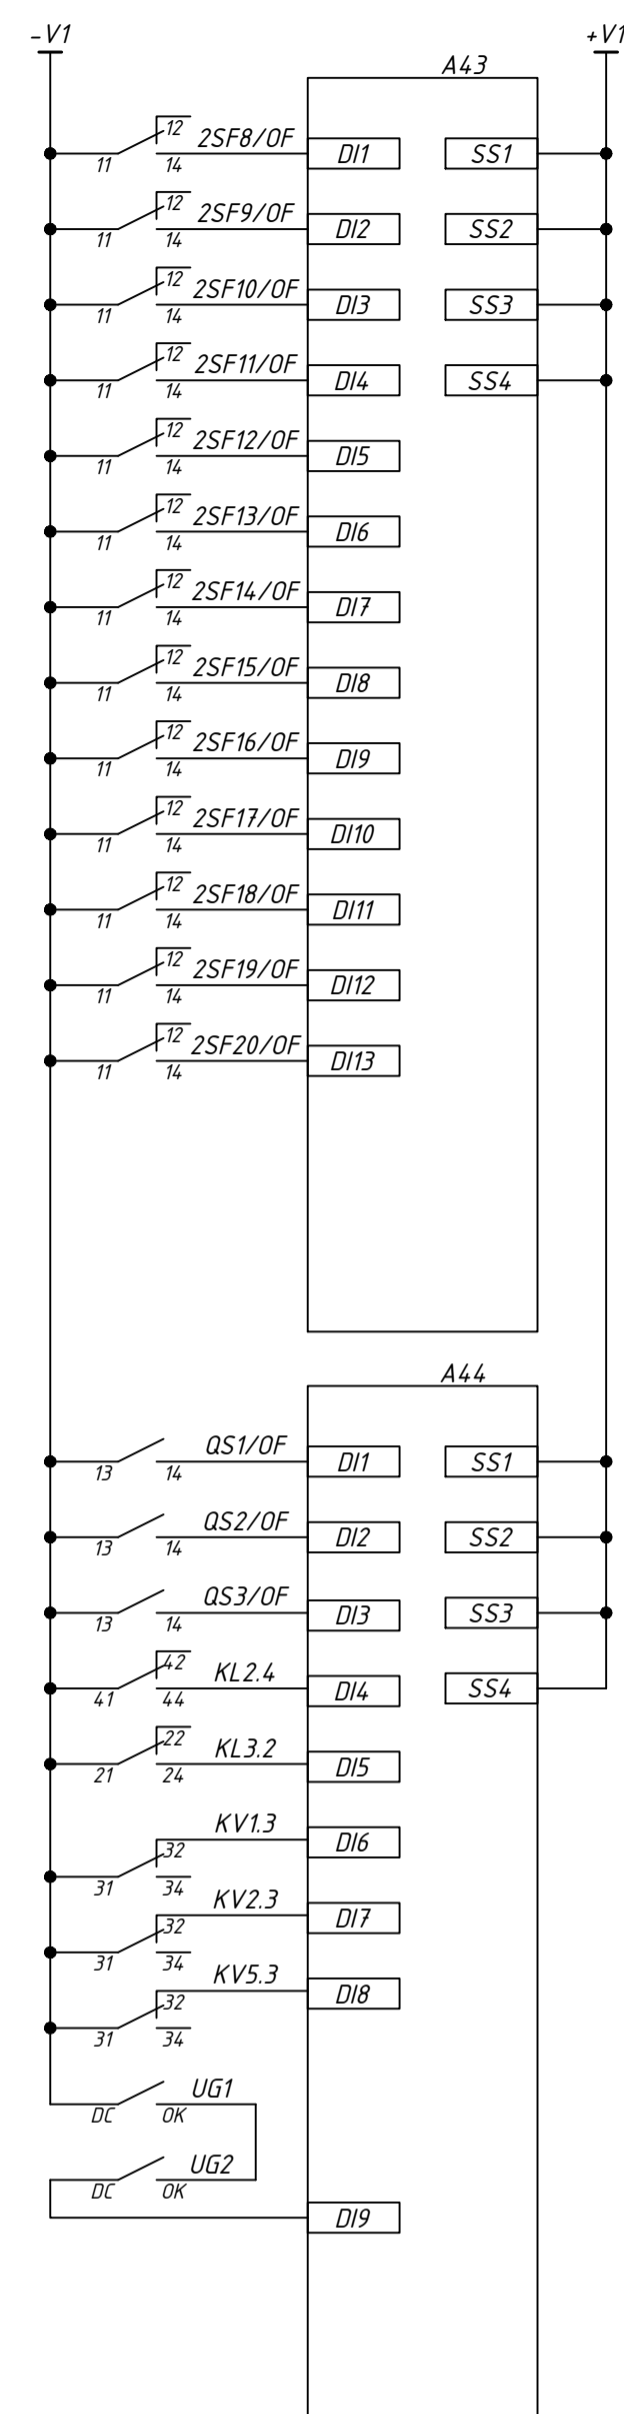 -V1 +V1
A43
12 2SF8/OF
11 14 DI1 SS1
12 2SF9/OF
11 14 DI2 SS2
12 2SF10/OF
11 14 DI3 SS3
12 2SF11/OF
11 14 DI4 SS4
12 2SF12/OF
11 14 DI5
12 2SF13/OF
11 14 DI6
12 2SF14/OF
11 14 DI7
12 2SF15/OF
11 14 DI8
12 2SF16/OF
11 14 DI9
12 2SF17/OF
11 14 DI10
12 2SF18/OF
11 14 DI11
12 2SF19/OF
11 14 DI12
12 2SF20/OF
11 14 DI13
A44
QS1/OF
13 14 DI1 SS1
QS2/OF
13 14 DI2 SS2
QS3/OF
13 14 DI3 SS3
42 KL2.4
41 44 DI4 SS4
22 KL3.2
21 24 DI5
KV1.3
32 DI6
31 34
KV2.3
32 DI7
31 34
KV5.3
32 DI8
31 34
UG1
DC OK
UG2
DC OK
DI9